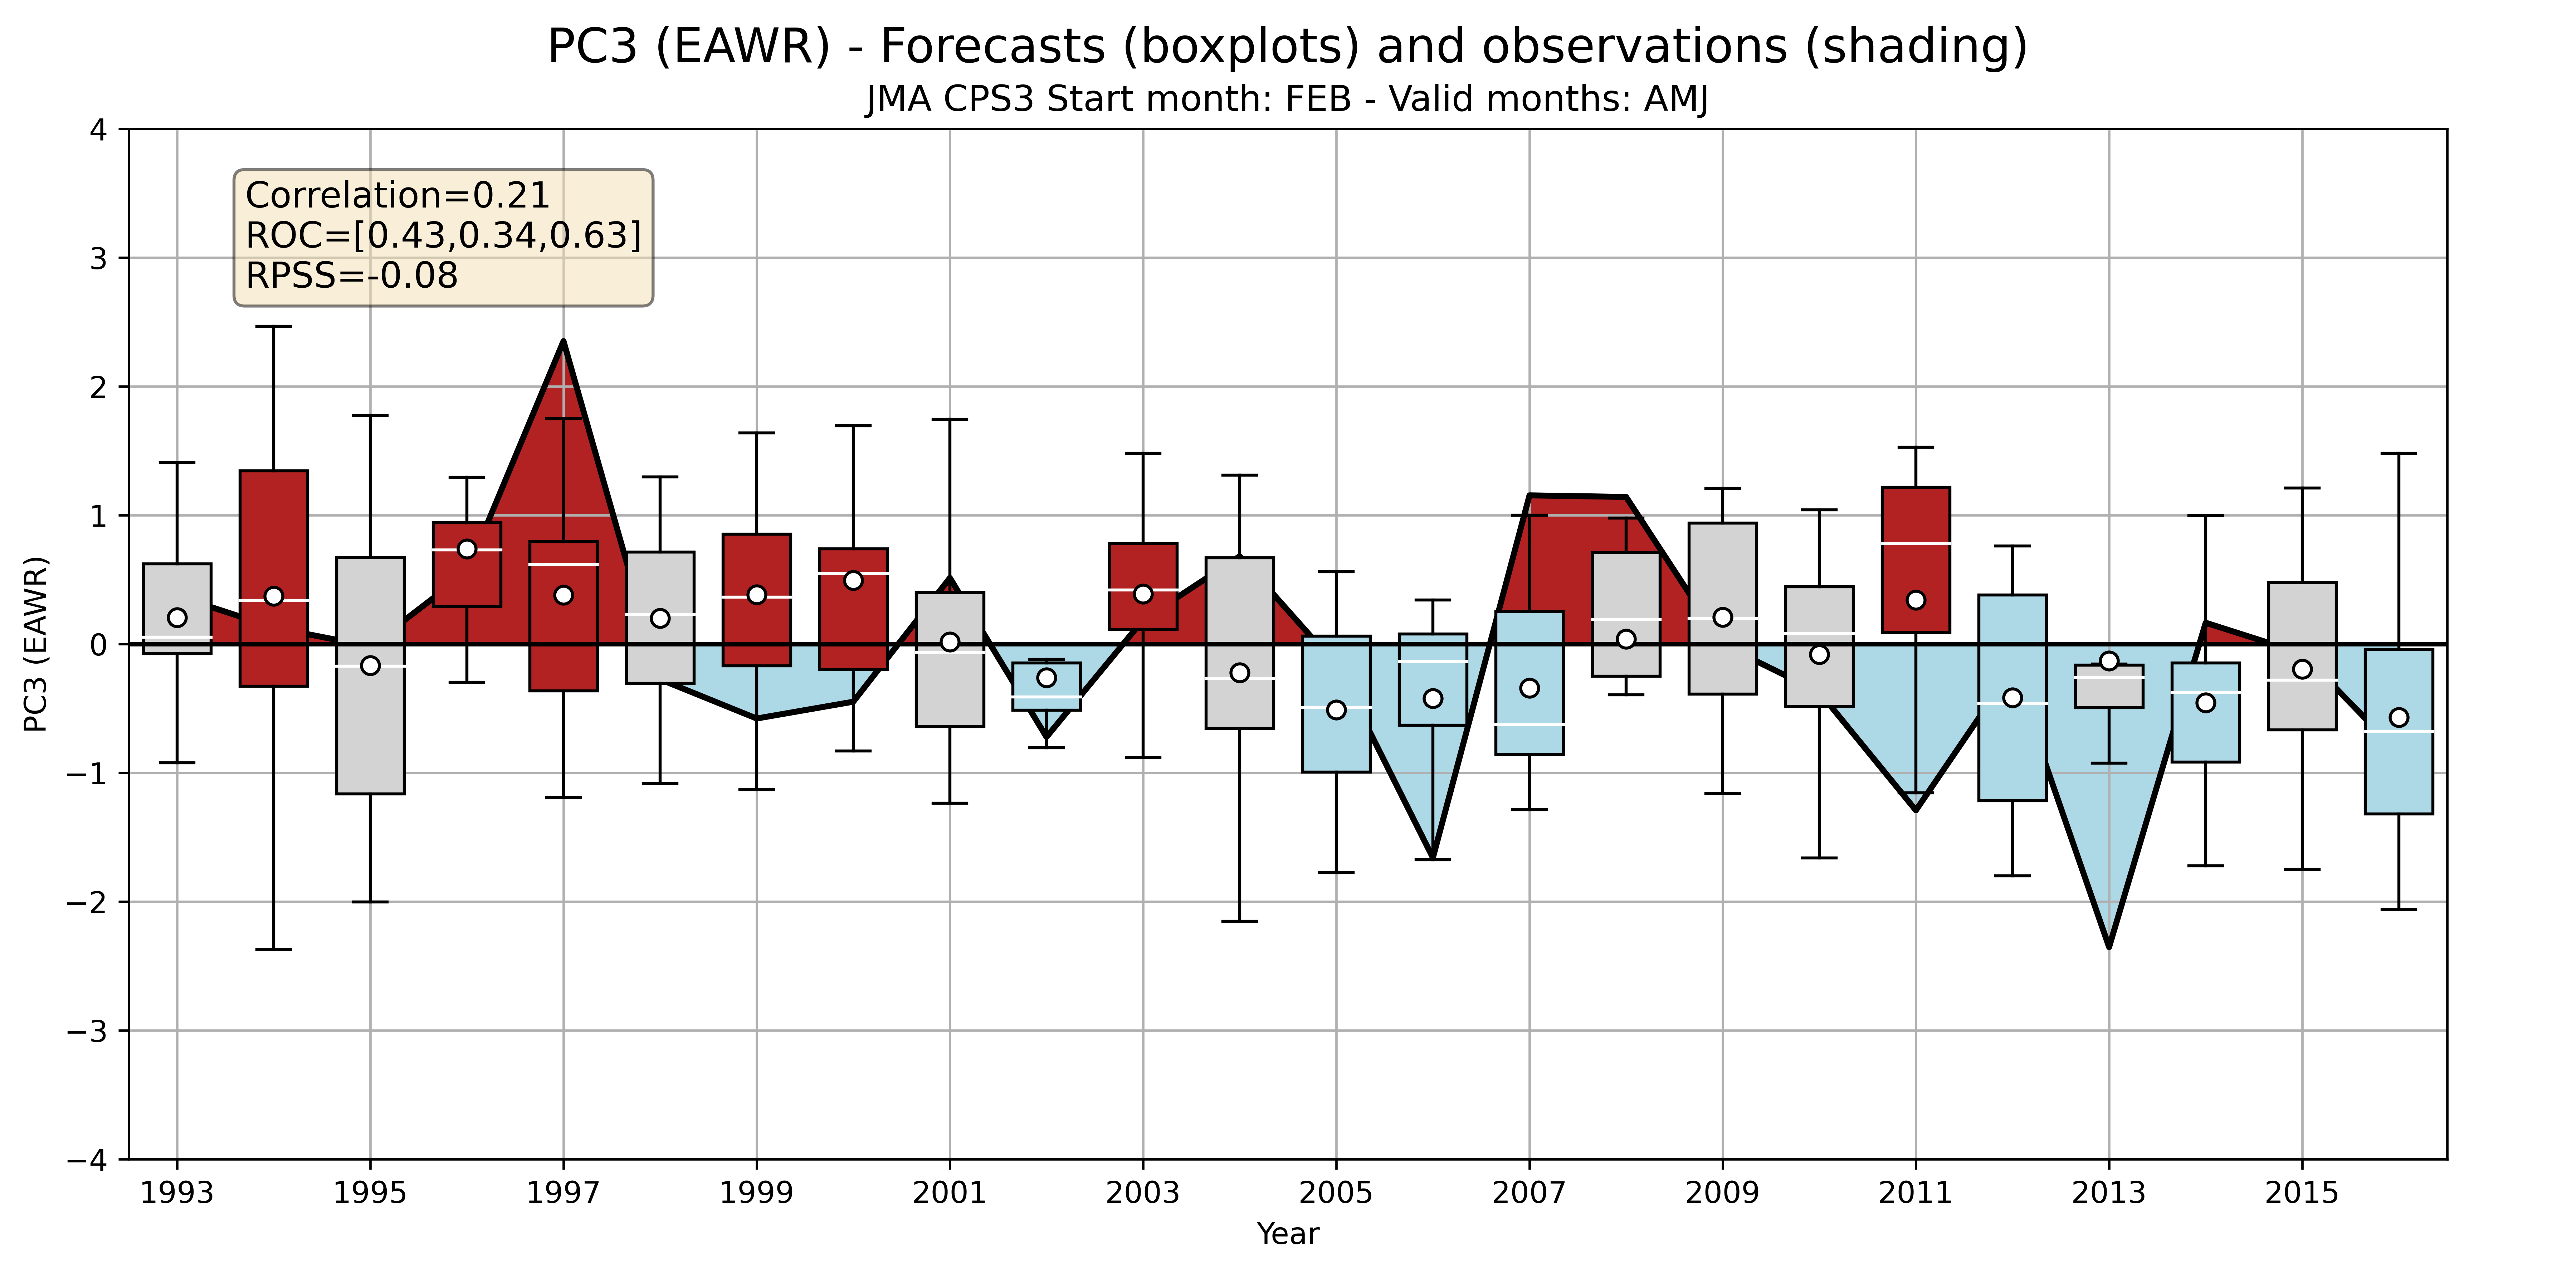 PC3 (EAWR) - Forecasts (boxplots) and observations (shading)
JMA CPS3 Start month: FEB - Valid months: AMJ
Correlation=0.21
ROC=[0.43,0.34,0.63]
RPSS=-0.08
PC3 (EAWR)
4
3
2
1
0
−1
−2
−3
−4
1993 1995 1997 1999 2001 2003 2005 2007 2009 2011 2013 2015
Year